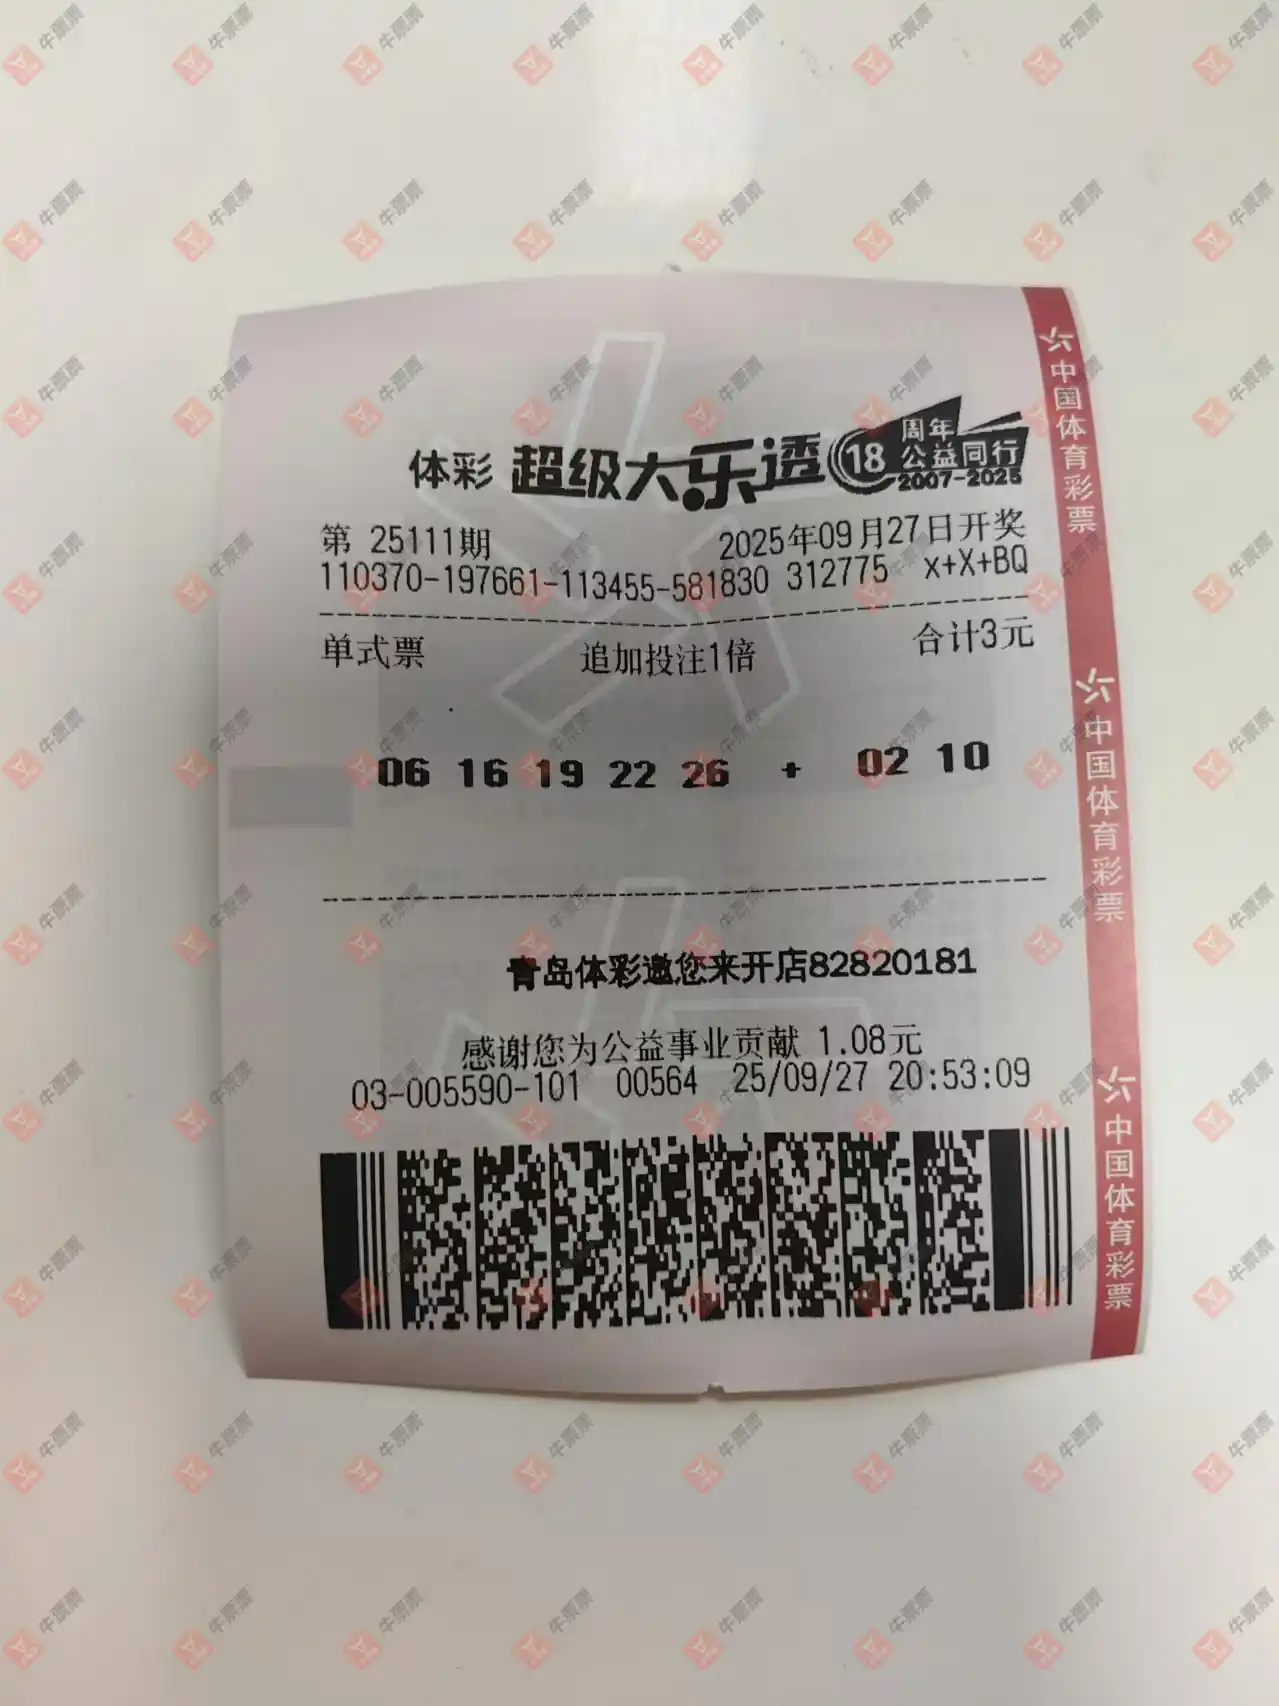 体彩 超级大乐透 18 周年 公益同行 2007-2025
第 25111期 2025年09月27日开奖
110370-197661-113455-581830 312775 x+X+BQ
单式票 追加投注1倍 合计3元
06 16 19 22 26 + 02 10
青岛体彩邀您来开店82820181
感谢您为公益事业贡献 1.08元
03-005590-101 00564 25/09/27 20:53:09
中国体育彩票
中国体育彩票
中国体育彩票
牛票票